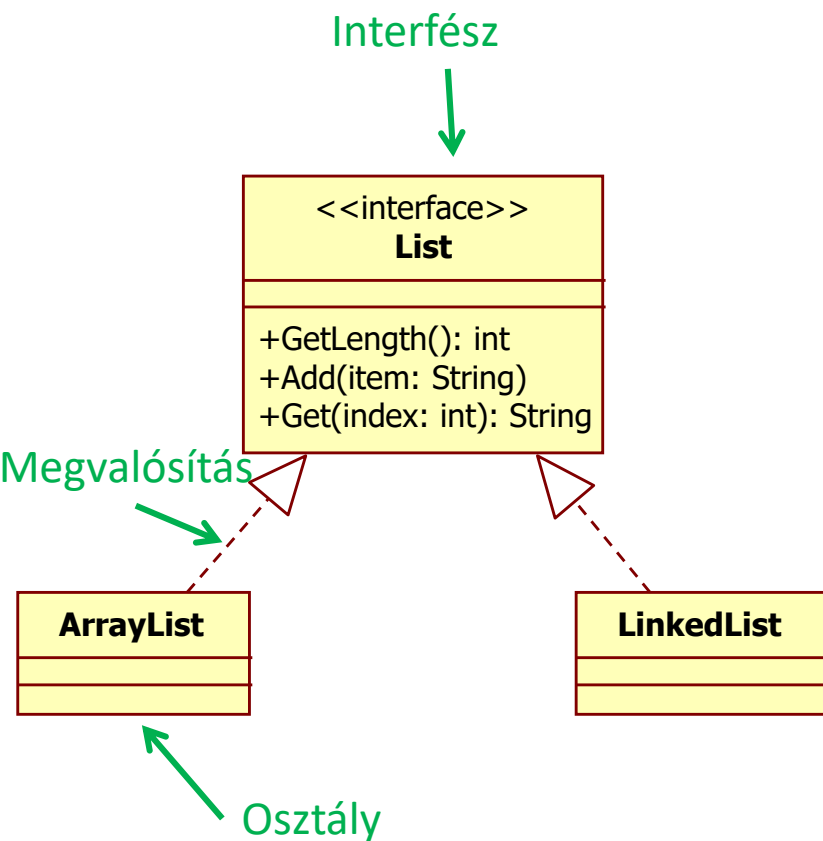 Interfész
<<interface>>
List
+GetLength(): int
+Add(item: String)
+Get(index: int): String
Megvalósítás
ArrayList
LinkedList
Osztály